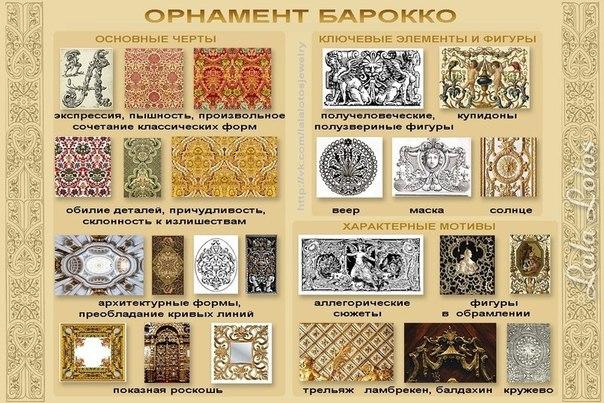 ОРНАМЕНТ БАРОККО
ОСНОВНЫЕ ЧЕРТЫ
экспрессия, пышность, произвольное
сочетание классических форм
обилие деталей, причудливость,
склонность к излишествам
архитектурные формы,
преобладание кривых линий
показная роскошь
КЛЮЧЕВЫЕ ЭЛЕМЕНТЫ И ФИГУРЫ
получеловеческие,
полузвериные фигуры
купидоны
веер
маска
солнце
ХАРАКТЕРНЫЕ МОТИВЫ
аллегорические
сюжеты
фигуры
в обрамлении
трельяж
ламбрекен, балдахин
кружево
http://vk.com/lalalotosjewelry
Lala Lotos